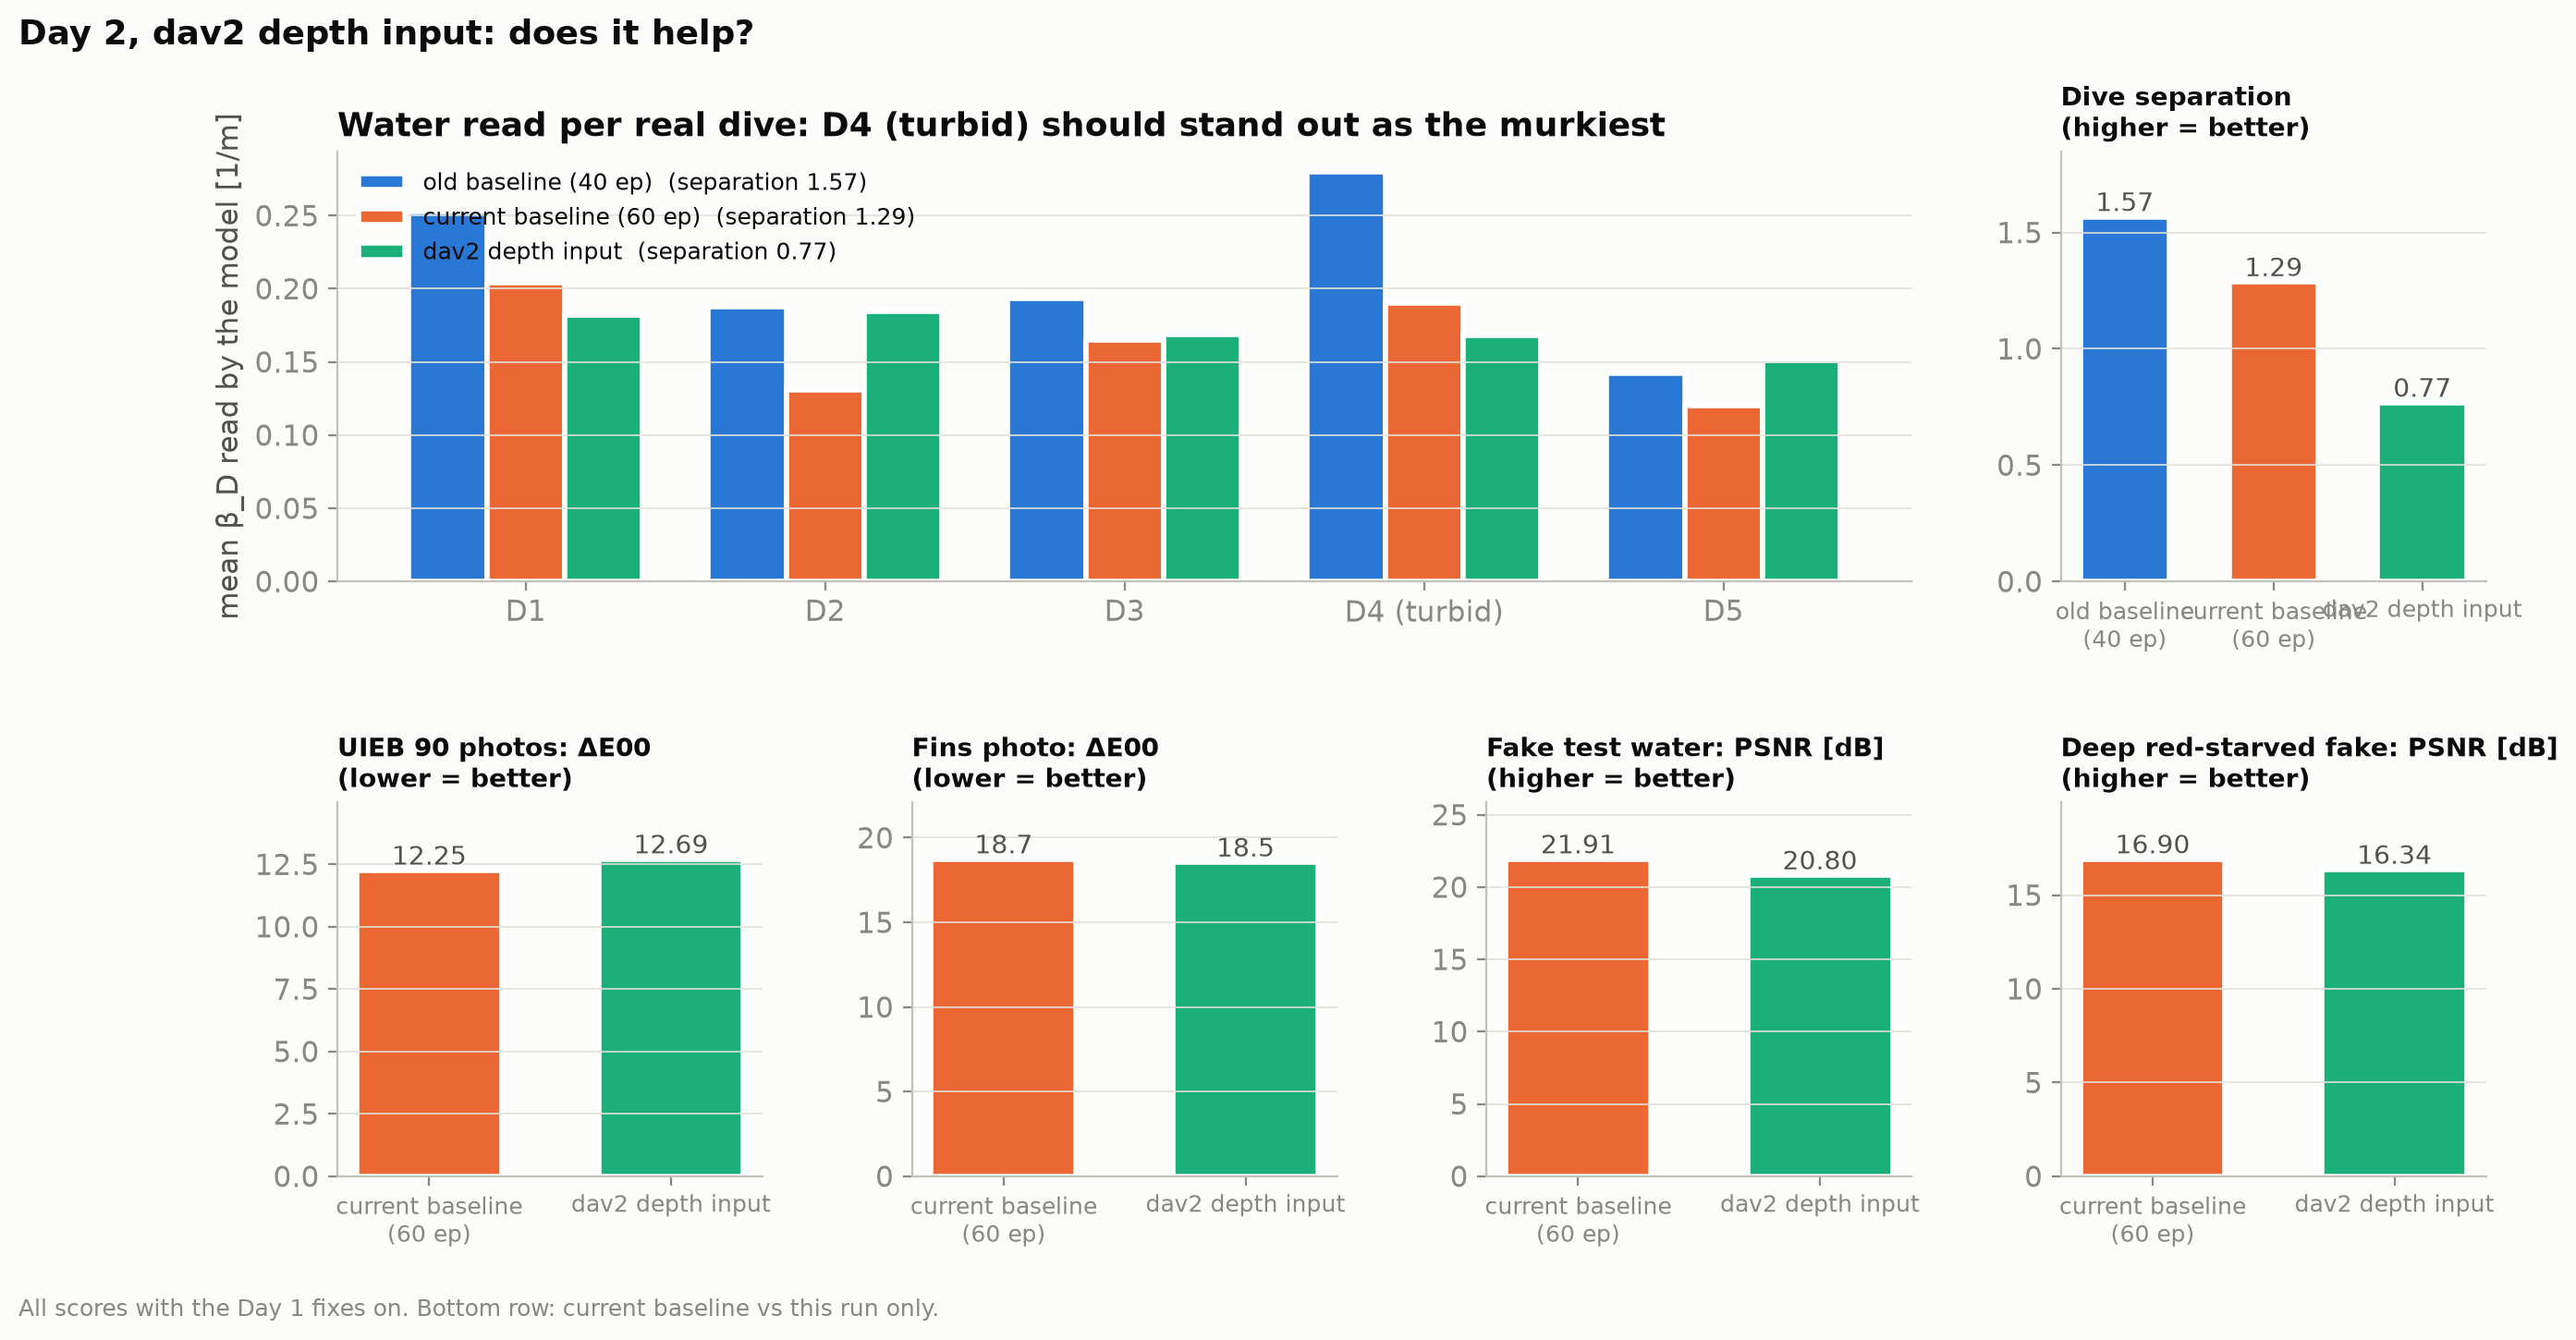 Day 2, dav2 depth input: does it help?
Water read per real dive: D4 (turbid) should stand out as the murkiest
mean β_D read by the model [1/m]
old baseline (40 ep)  (separation 1.57)
current baseline (60 ep)  (separation 1.29)
dav2 depth input  (separation 0.77)
0.25
0.20
0.15
0.10
0.05
0.00
D1
D2
D3
D4 (turbid)
D5
Dive separation
(higher = better)
1.57
1.29
0.77
1.5
1.0
0.5
0.0
old baseline
(40 ep)
current baseline
(60 ep)
dav2 depth input
UIEB 90 photos: ΔE00
(lower = better)
12.25
12.69
12.5
10.0
7.5
5.0
2.5
0.0
current baseline
(60 ep)
dav2 depth input
Fins photo: ΔE00
(lower = better)
18.7
18.5
20
15
10
5
0
current baseline
(60 ep)
dav2 depth input
Fake test water: PSNR [dB]
(higher = better)
21.91
20.80
25
20
15
10
5
0
current baseline
(60 ep)
dav2 depth input
Deep red-starved fake: PSNR [dB]
(higher = better)
16.90
16.34
15
10
5
0
current baseline
(60 ep)
dav2 depth input
All scores with the Day 1 fixes on. Bottom row: current baseline vs this run only.